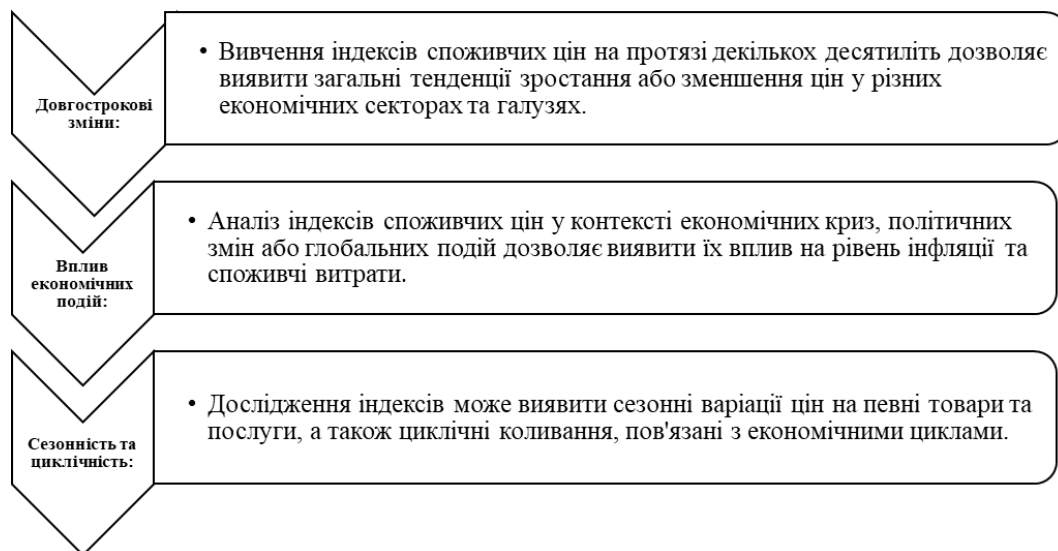 Довгострокові
зміни:
• Вивчення індексів споживчих цін на протязі декількох десятиліть дозволяє
виявити загальні тенденції зростання або зменшення цін у різних
економічних секторах та галузях.
Вплив
економічних
подій:
• Аналіз індексів споживчих цін у контексті економічних криз, політичних
змін або глобальних подій дозволяє виявити їх вплив на рівень інфляції та
споживчі витрати.
Сезонність та
циклічність:
• Дослідження індексів може виявити сезонні варіації цін на певні товари та
послуги, а також циклічні коливання, пов'язані з економічними циклами.